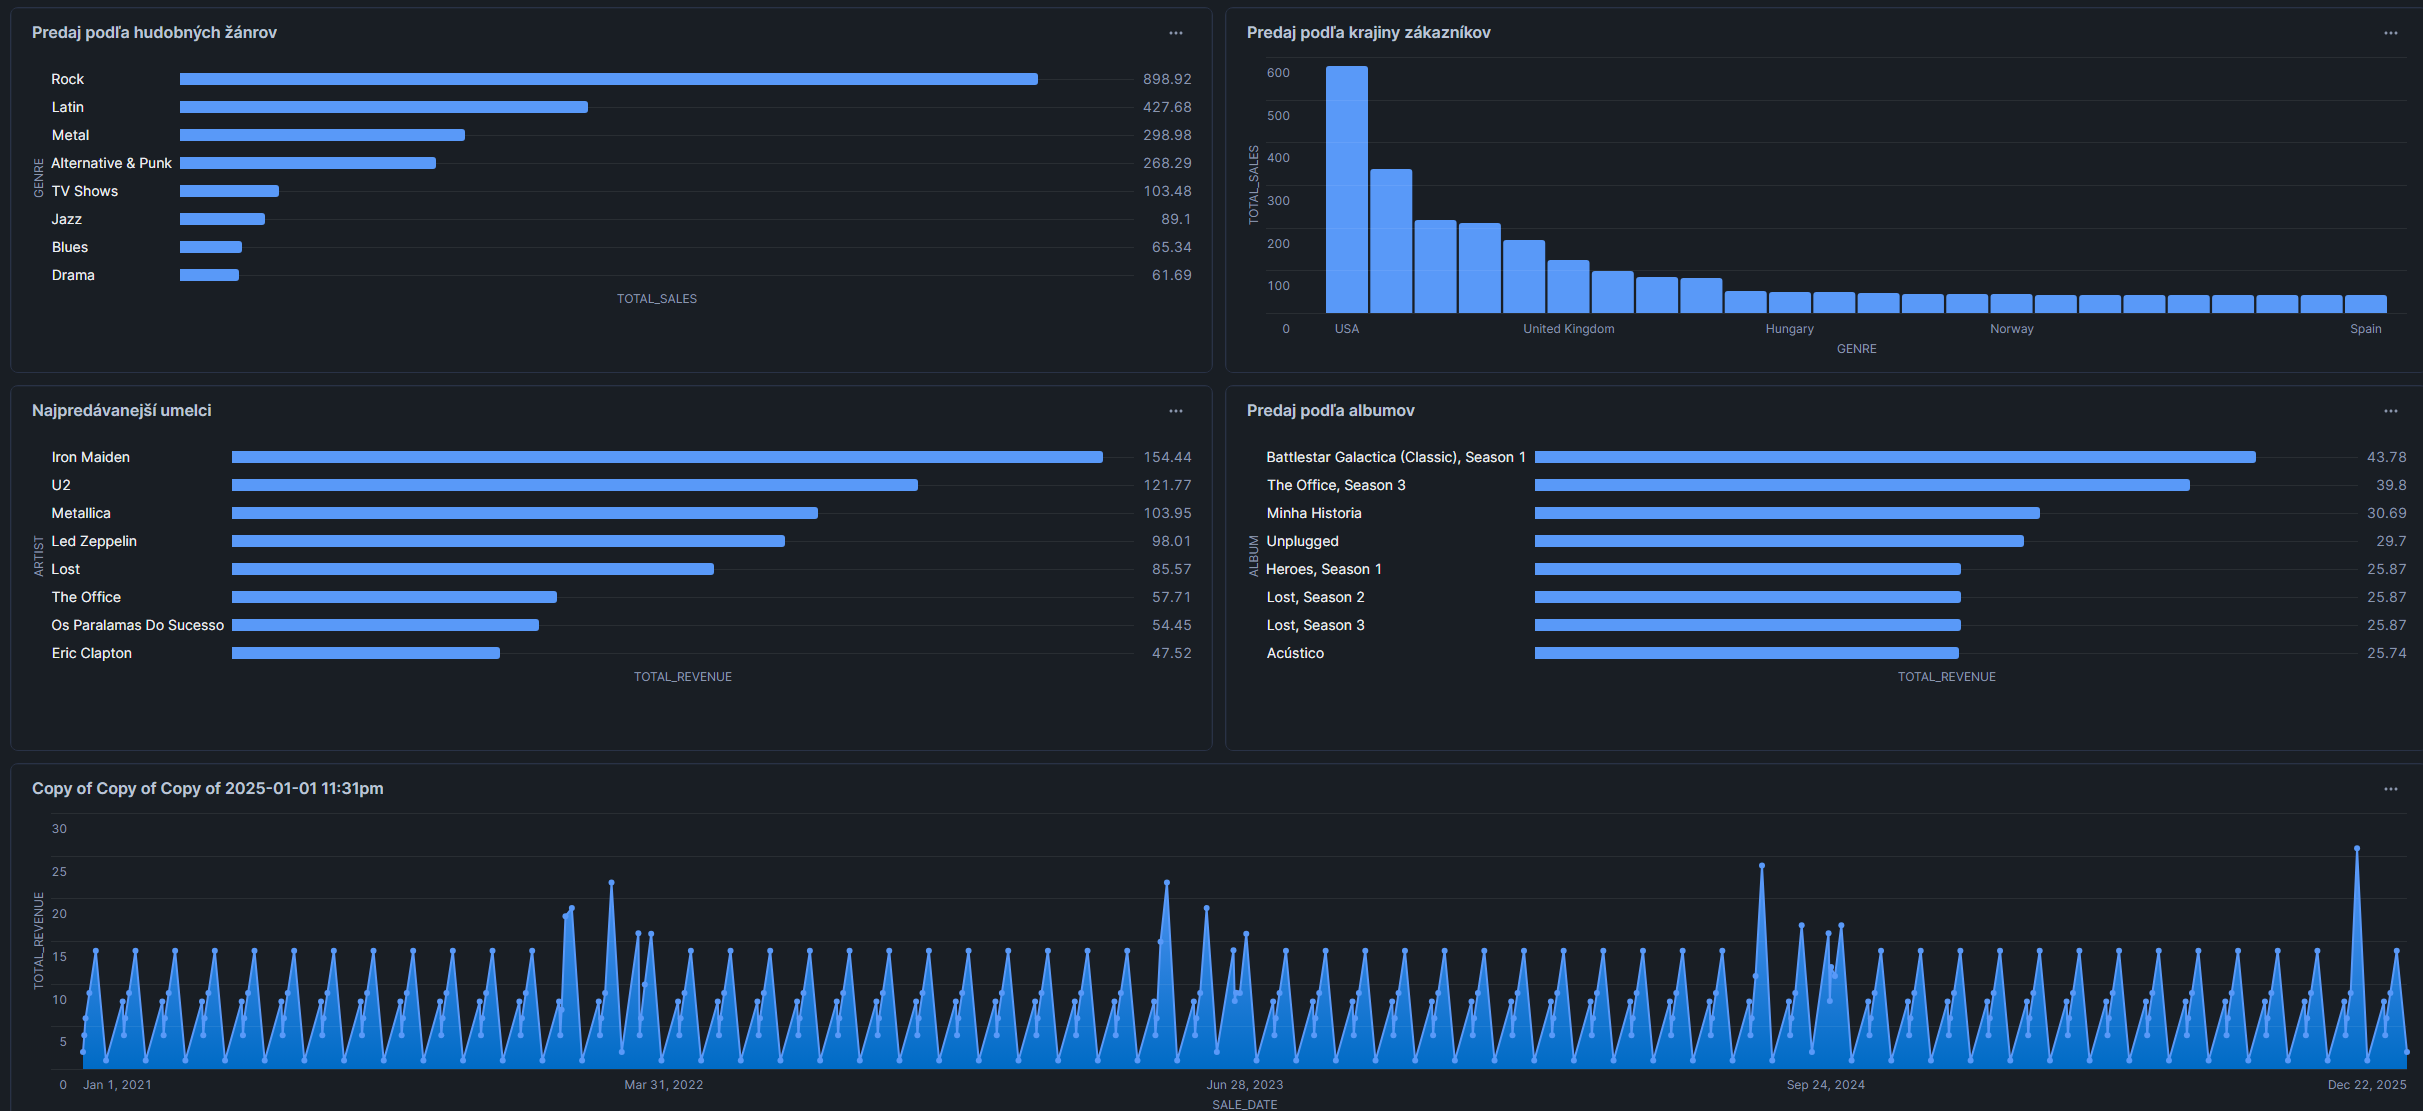 Predaj podľa hudobných žánrov
GENRE
Rock 898.92
Latin 427.68
Metal 298.98
Alternative & Punk 268.29
TV Shows 103.48
Jazz 89.1
Blues 65.34
Drama 61.69
TOTAL_SALES
Predaj podľa krajiny zákazníkov
TOTAL_SALES
600
500
400
300
200
100
0
USA United Kingdom Hungary Norway Spain
GENRE
Najpredávanejší umelci
ARTIST
Iron Maiden 154.44
U2 121.77
Metallica 103.95
Led Zeppelin 98.01
Lost 85.57
The Office 57.71
Os Paralamas Do Sucesso 54.45
Eric Clapton 47.52
TOTAL_REVENUE
Predaj podľa albumov
ALBUM
Battlestar Galactica (Classic), Season 1 43.78
The Office, Season 3 39.8
Minha Historia 30.69
Unplugged 29.7
Heroes, Season 1 25.87
Lost, Season 2 25.87
Lost, Season 3 25.87
Acústico 25.74
TOTAL_REVENUE
Copy of Copy of Copy of 2025-01-01 11:31pm
TOTAL_REVENUE
30
25
20
15
10
5
0
Jan 1, 2021 Mar 31, 2022 Jun 28, 2023 Sep 24, 2024 Dec 22, 2025
SALE_DATE